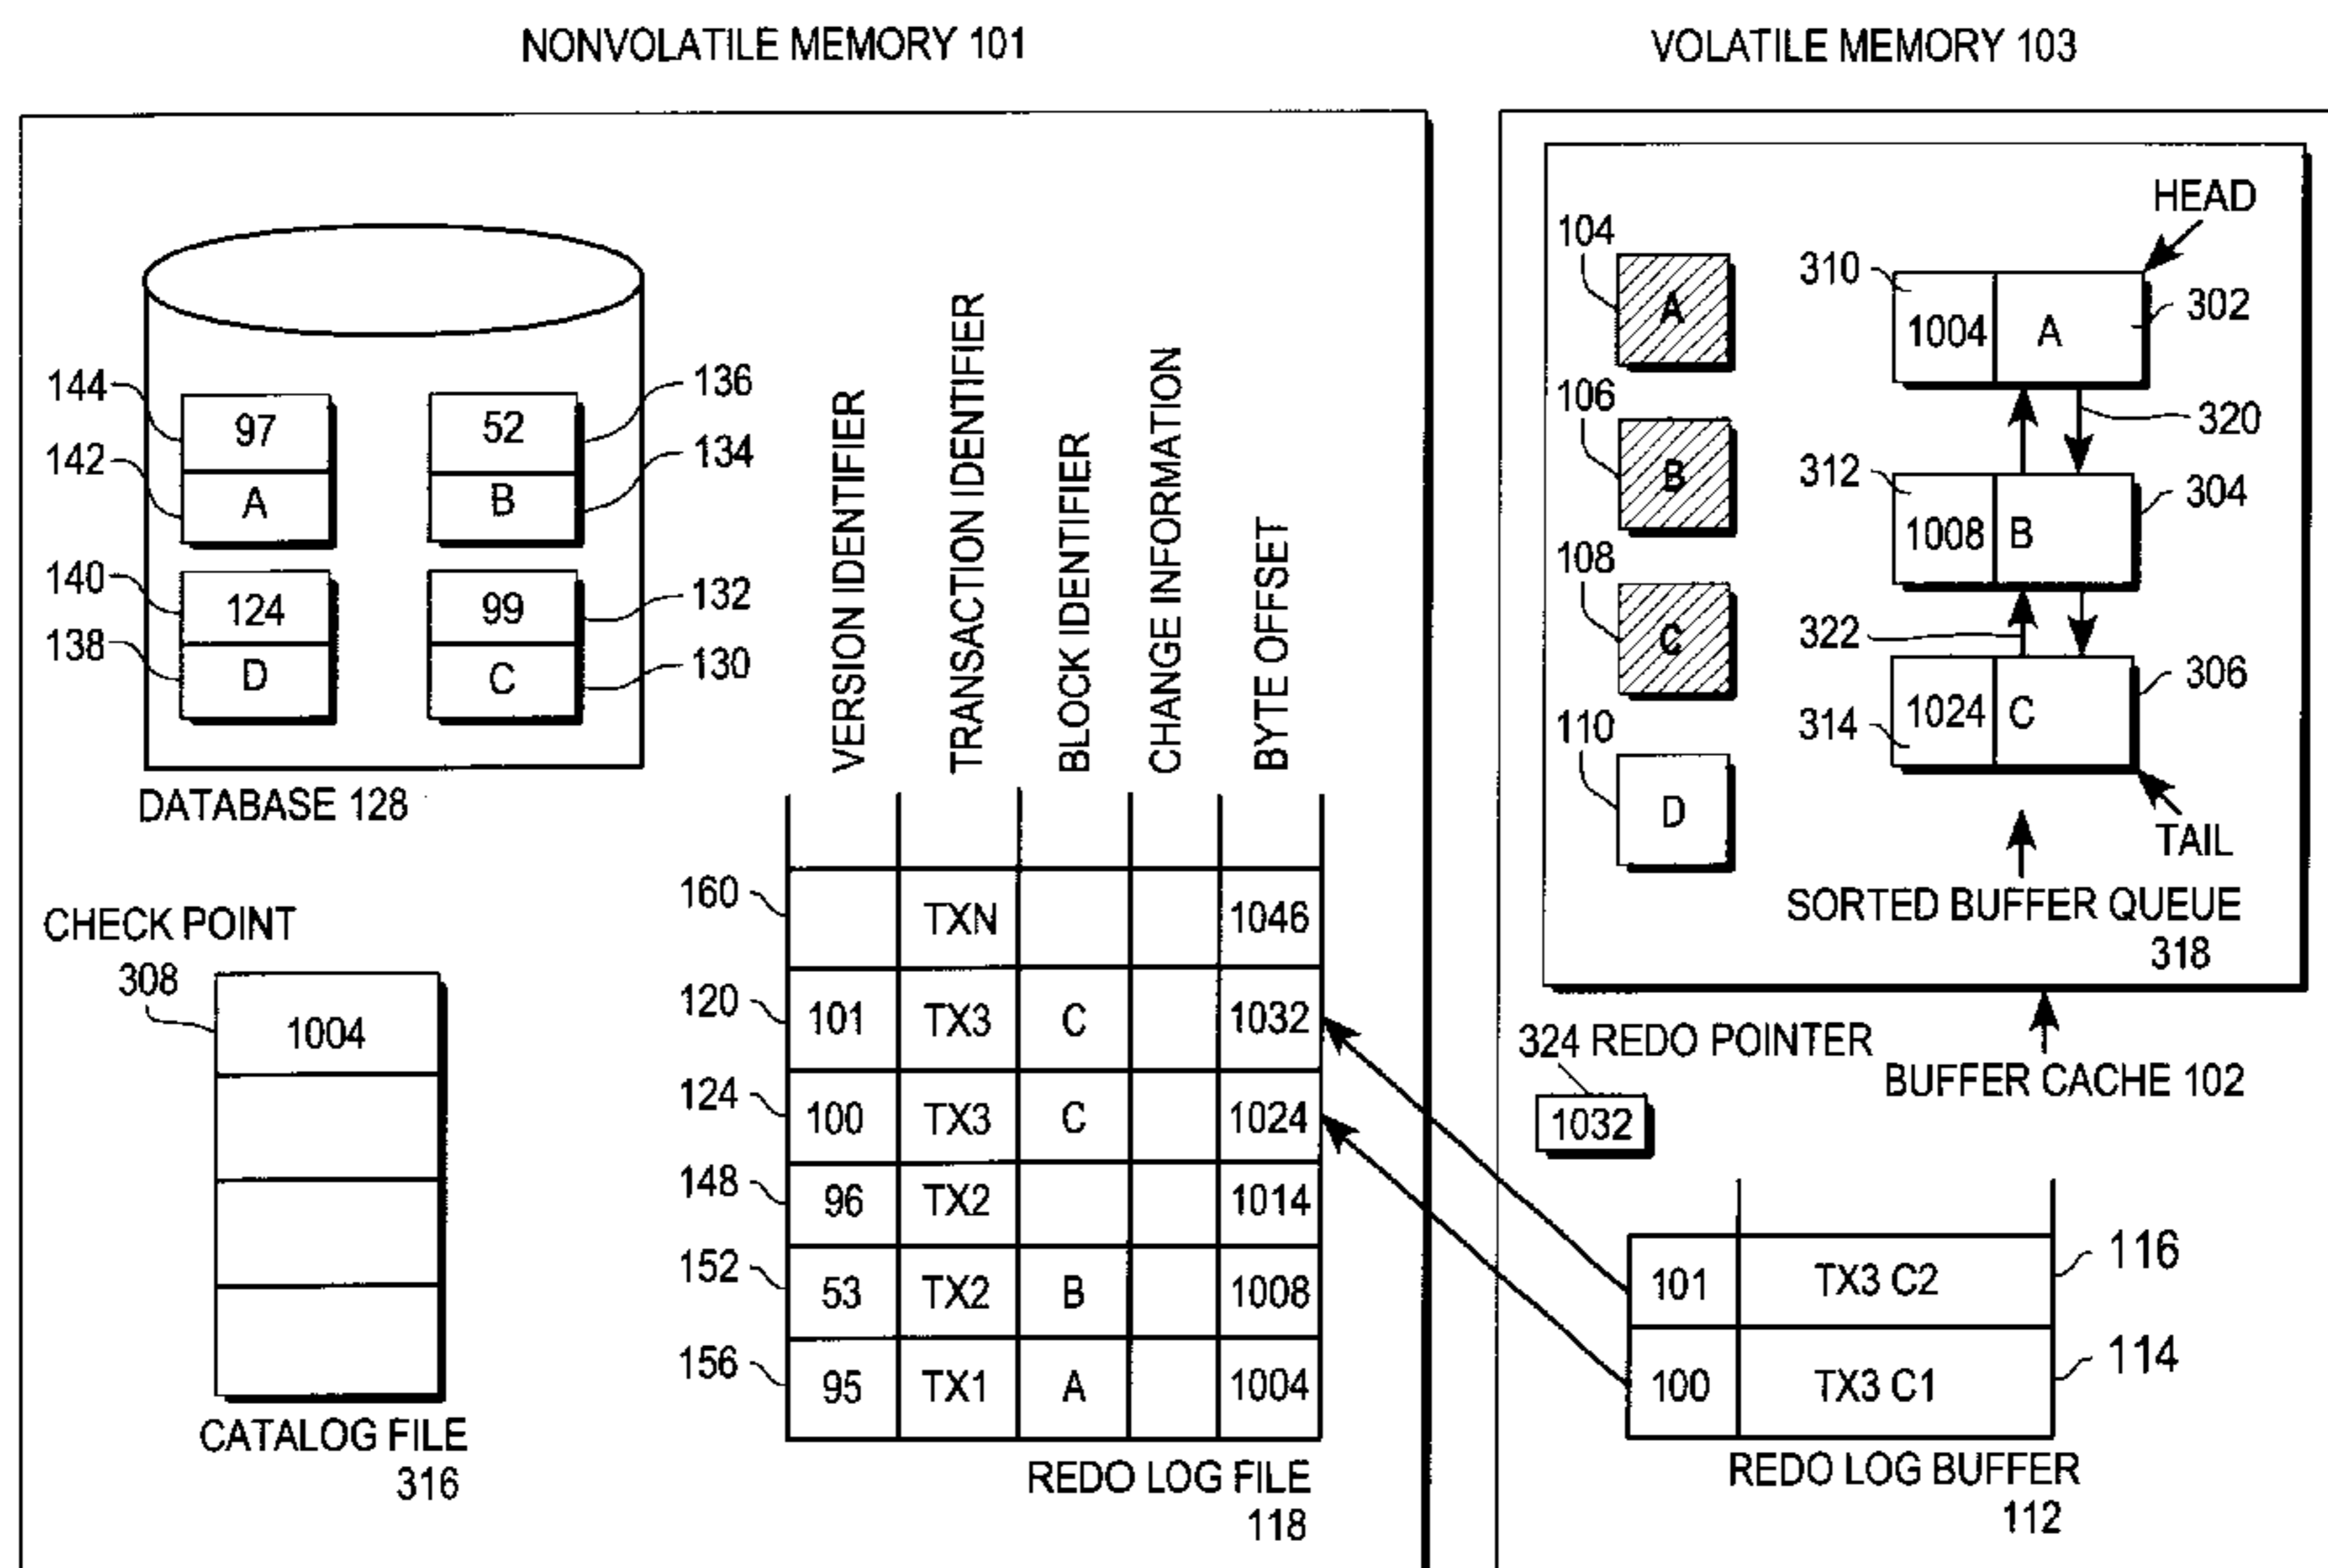 NONVOLATILE MEMORY 101
144
97
142
A
136
52
134
B
140
124
138
D
132
99
130
C
DATABASE 128
CHECK POINT
308
1004
CATALOG FILE
316
VERSION IDENTIFIER
TRANSACTION IDENTIFIER
BLOCK IDENTIFIER
CHANGE INFORMATION
BYTE OFFSET
160 TXN 1046
120 101 TX3 C 1032
124 100 TX3 C 1024
148 96 TX2 1014
152 53 TX2 B 1008
156 95 TX1 A 1004
REDO LOG FILE
118
VOLATILE MEMORY 103
104
A
106
B
108
C
110
D
HEAD
310
1004 A
302
320
312
1008 B
304
322
1024 C
306
314
TAIL
SORTED BUFFER QUEUE
318
324 REDO POINTER
1032
BUFFER CACHE 102
101 TX3 C2 116
100 TX3 C1 114
REDO LOG BUFFER
112